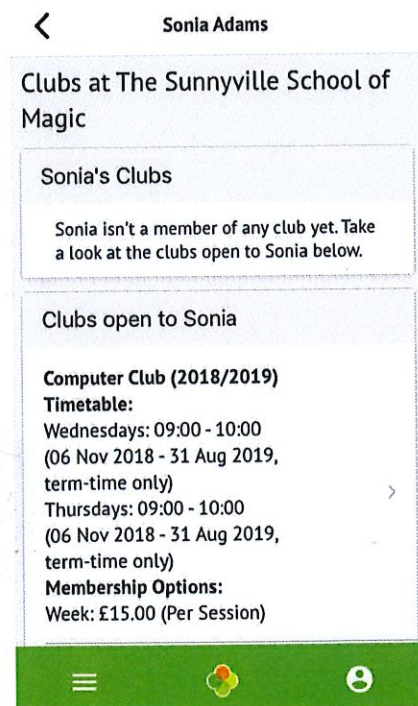 Sonia Adams
Clubs at The Sunnyville School of
Magic
Sonia's Clubs
Sonia isn't a member of any club yet. Take
a look at the clubs open to Sonia below.
Clubs open to Sonia
Computer Club (2018/2019)
Timetable:
Wednesdays: 09:00 - 10:00
(06 Nov 2018 - 31 Aug 2019,
term-time only)
Thursdays: 09:00 - 10:00
(06 Nov 2018 - 31 Aug 2019,
term-time only)
Membership Options:
Week: £15.00 (Per Session)